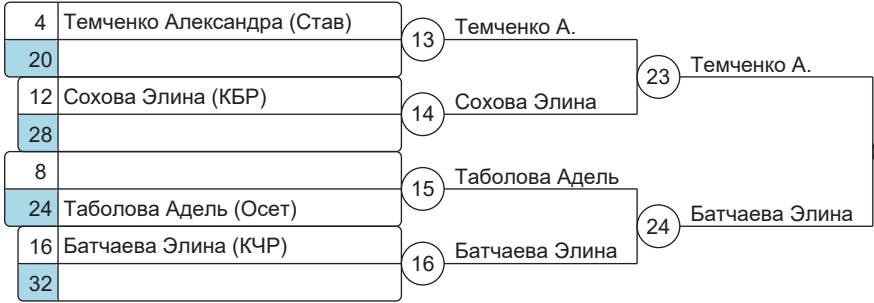 4 Темченко Александра (Став)
20
12 Сохова Элина (КБР)
28
8
24 Таболова Адель (Осет)
16 Батчаева Элина (КЧР)
32
13 Темченко А.
14 Сохова Элина
15 Таболова Адель
16 Батчаева Элина
23 Темченко А.
24 Батчаева Элина